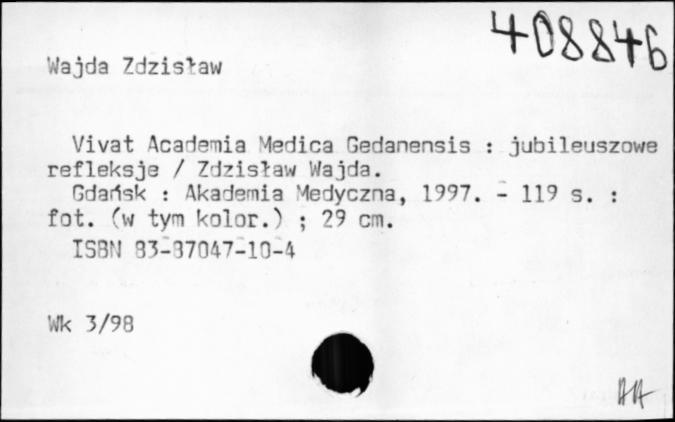 408846
Wajda Zdzisław
Vivat Academia Medica Gedanensis : jubileuszowe
refleksje / Zdzisław Wajda.
Gdańsk : Akademia Medyczna, 1997. - 119 s. :
fot. (w tym kolor.) ; 29 cm.
ISBN 83-87047-10-4
Wk 3/98